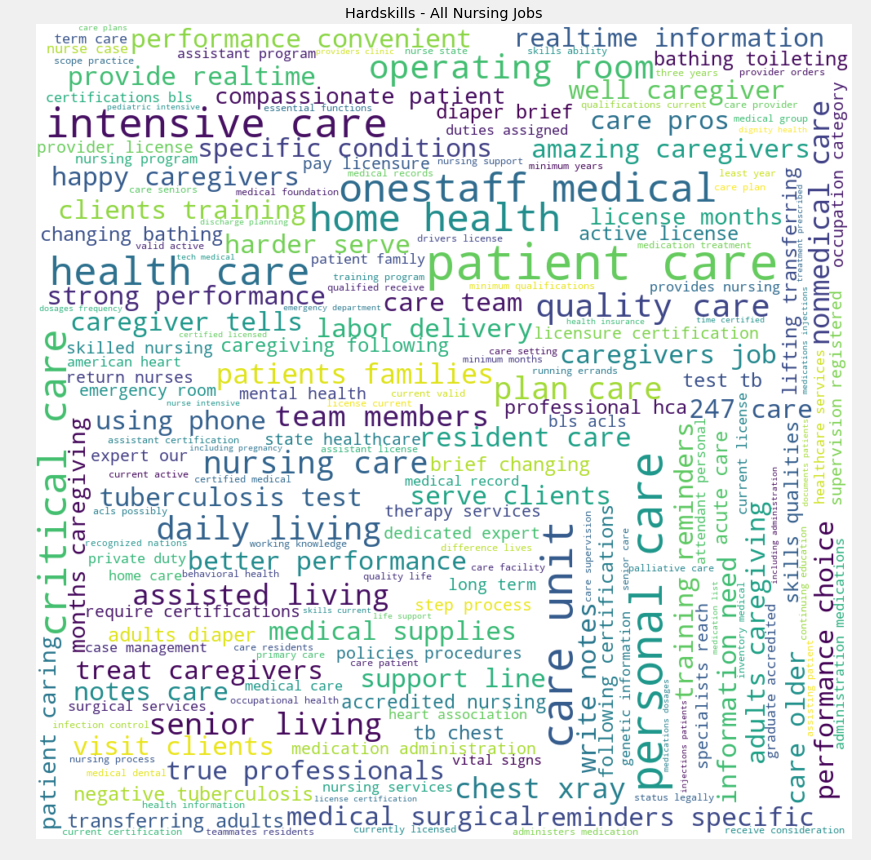 Hardskills - All Nursing Jobs
care plans
term care
performance convenient
realtime information
nurse case
assistant program
providers clinic
nurse state
skills ability
bathing toileting
scope practice
provide realtime
operating room
three years
provider orders
certifications bls
compassionate patient
well caregiver
pediatric intensive
essential functions
qualifications current
care provider
intensive care
diaper brief
care pros
medical group
dignity health
duties assigned
provider license
specific conditions
amazing caregivers
nursing program
pay licensure
nursing support
minimum years
happy caregivers
medical records
onestaff medical
least year
care seniors
medical foundation
care plan
clients training
home health
license months
discharge planning
changing bathing
drivers license
active license
valid active
harder serve
medication treatment
tech medical
patient family
patient care
health care
training program
minimum qualifications
qualified receive
emergency department
provides nursing
strong performance
care team
quality care
dosages frequency
time certified
caregiver tells
labor delivery
health insurance
certified licensed
licensure certification
skilled nursing
caregiving following
care setting
caregivers job
american heart
minimum months
return nurses
patients families
running errands
test tb
emergency room
mental health
current valid
plan care
nurse intensive
license current
professional hca
247 care
using phone
team members
bls acls
assistant certification
including pregnancy
state healthcare
assistant license
resident care
expert our
nursing care
brief changing
current active
certified medical
medical record
tuberculosis test
serve clients
acls possibly
therapy services
daily living
dedicated expert
recognized nations
working knowledge
difference lives
private duty
better performance
care facility
home care
behavioral health
quality life
long term
assisted living
require certifications
skills current
step process
life support
adults diaper
medical supplies
case management
care residents
policies procedures
primary care
care patient
treat caregivers
support line
notes care
medical care
occupational health
accredited nursing
surgical services
heart association
infection control
senior living
tb chest
visit clients
medication administration
nursing process
vital signs
medical dental
true professionals
negative tuberculosis
nursing services
chest xray
license certification
status legally
health information
transferring adults
medical surgical
reminders specific
current certification
teammates residents
currently licensed
administers medication
receive consideration
critical care
months caregiving
patient caring
care unit
write notes
care supervision
following certifications
genetic information
senior care
personal care
palliative care
medications dosages
training reminders
injections patients
attendant personal
specialists reach
medication list
information need
acute care
inventory medical
current license
adults caregiving
graduate accredited
including administration
lifting transferring
skills qualities
care older
treatment prescribed
medications injections
documents patients
continuing education
assisting patient
nonmedical care
healthcare services
performance choice
occupation category
supervision registered
administration medications